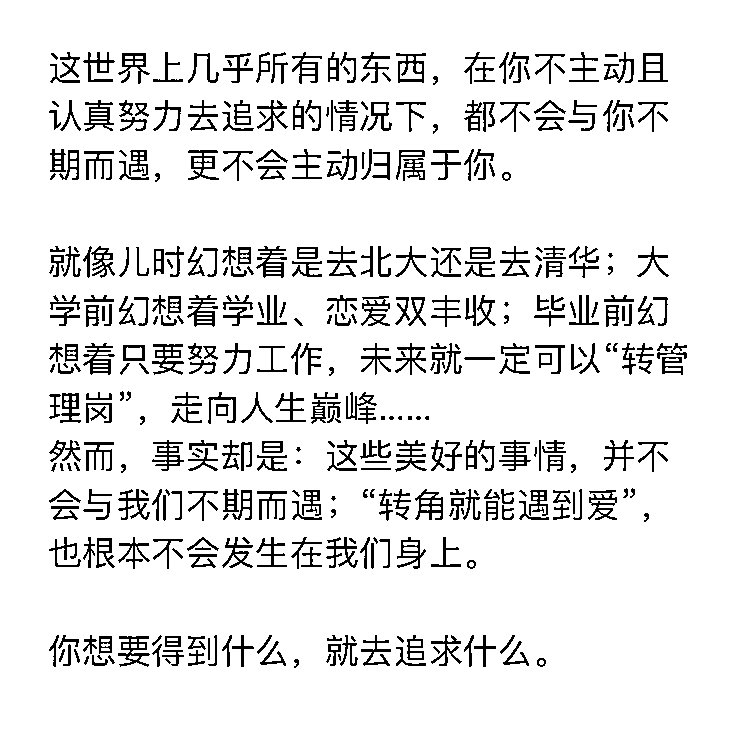 这世界上几乎所有的东西，在你不主动且
认真努力去追求的情况下，都不会与你不
期而遇，更不会主动归属于你。
就像儿时幻想着是去北大还是去清华；大
学前幻想着学业、恋爱双丰收；毕业前幻
想着只要努力工作，未来就一定可以“转管
理岗”，走向人生巅峰……
然而，事实却是：这些美好的事情，并不
会与我们不期而遇；“转角就能遇到爱”，
也根本不会发生在我们身上。
你想要得到什么，就去追求什么。